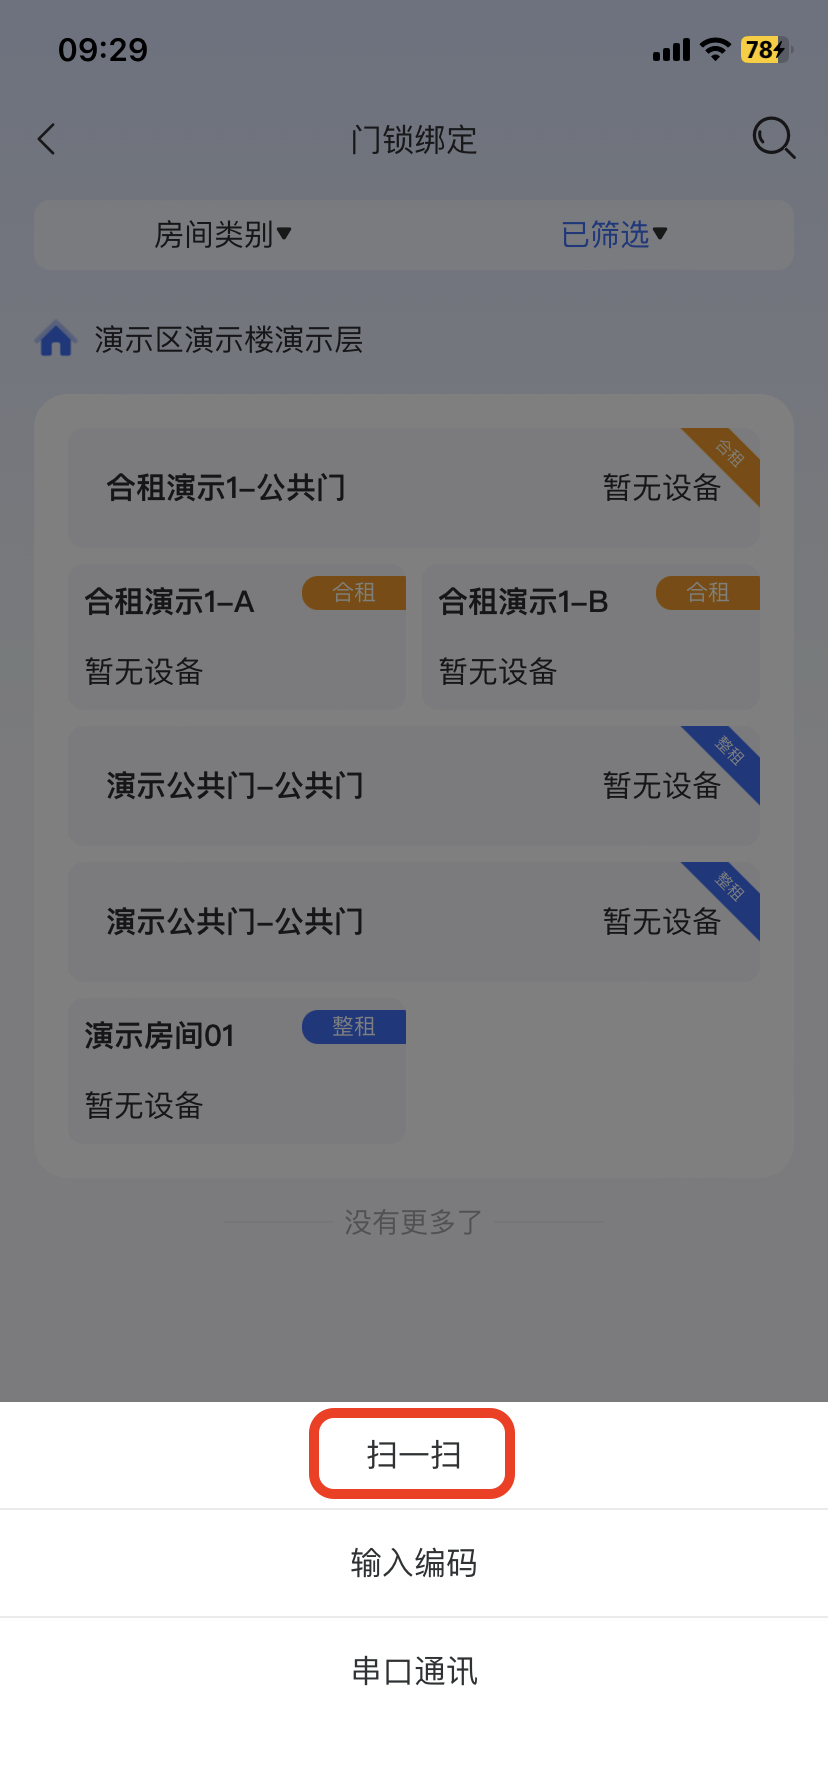 09:29
78
门锁绑定
房间类别▾ 已筛选▾
演示区演示楼演示层
合租
合租演示1-公共门 暂无设备
合租演示1-A 合租
暂无设备
合租演示1-B 合租
暂无设备
整租
演示公共门-公共门 暂无设备
整租
演示公共门-公共门 暂无设备
演示房间01 整租
暂无设备
没有更多了
扫一扫
输入编码
串口通讯